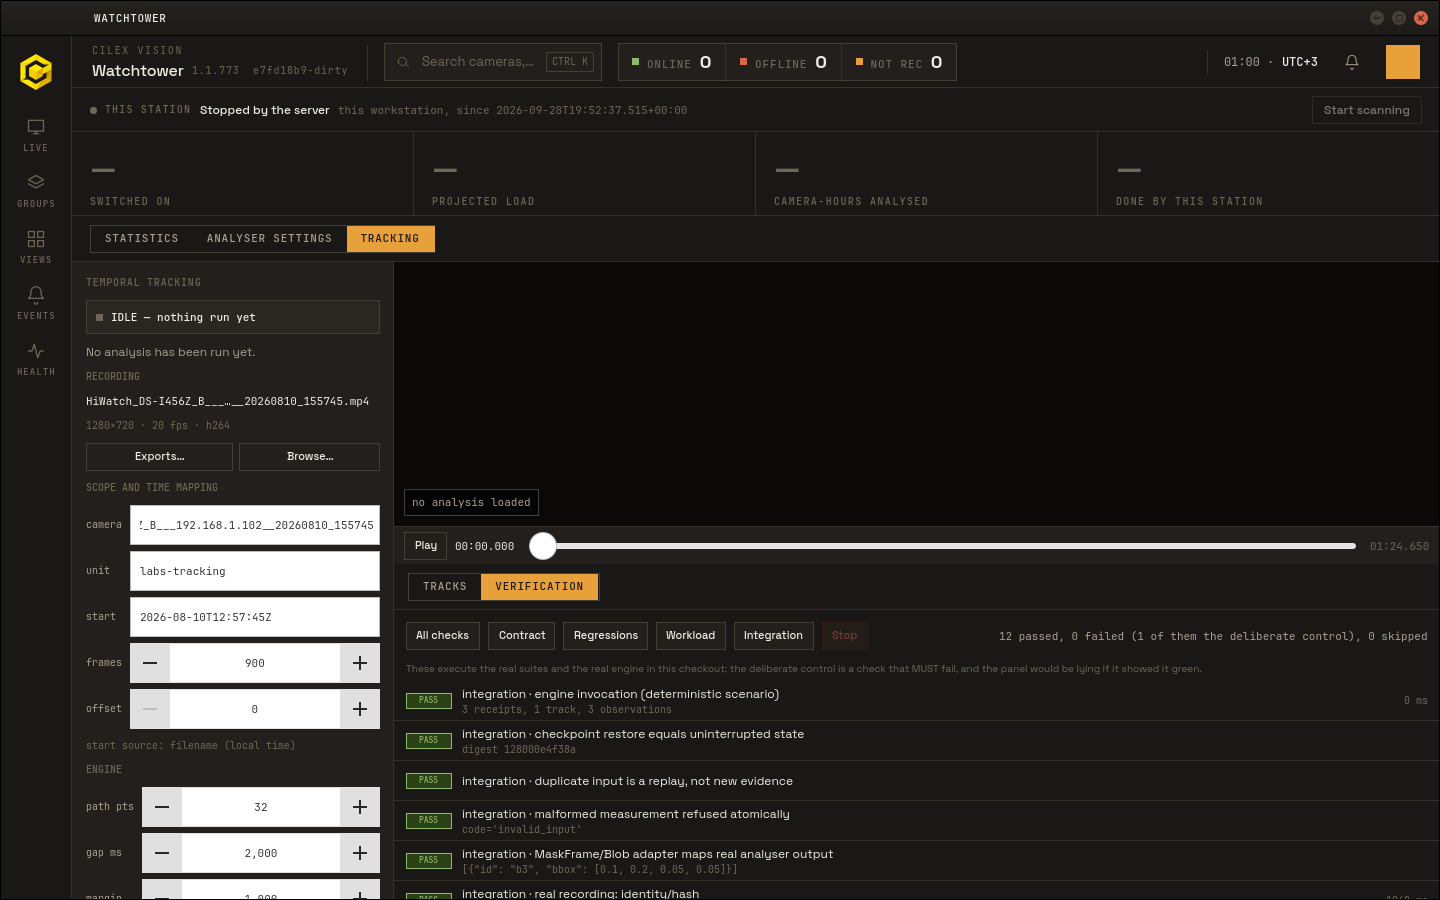 WATCHTOWER
CILEX VISION
Watchtower 1.1.773 e7fd18b9-dirty
Search cameras,... CTRL K
ONLINE 0
OFFLINE 0
NOT REC 0
01:00 · UTC+3
LIVE
GROUPS
VIEWS
EVENTS
HEALTH
THIS STATION Stopped by the server this workstation, since 2026-09-28T19:52:37.515+00:00
Start scanning
— SWITCHED ON
— PROJECTED LOAD
— CAMERA-HOURS ANALYSED
— DONE BY THIS STATION
STATISTICS ANALYSER SETTINGS TRACKING
TEMPORAL TRACKING
IDLE — nothing run yet
No analysis has been run yet.
RECORDING
HiWatch_DS-I456Z_B___…__20260810_155745.mp4
1280×720 · 20 fps · h264
Exports… Browse…
SCOPE AND TIME MAPPING
camera _B___192.168.1.102__20260810_155745
unit labs-tracking
start 2026-08-10T12:57:45Z
frames — 900 +
offset — 0 +
start source: filename (local time)
ENGINE
path pts — 32 +
gap ms — 2,000 +
margin 1,000
no analysis loaded
Play 00:00.000 01:24.650
TRACKS VERIFICATION
All checks Contract Regressions Workload Integration Stop
12 passed, 0 failed (1 of them the deliberate control), 0 skipped
These execute the real suites and the real engine in this checkout; the deliberate control is a check that MUST fail, and the panel would be lying if it showed it green.
PASS integration · engine invocation (deterministic scenario) 0 ms
3 receipts, 1 track, 3 observations
PASS integration · checkpoint restore equals uninterrupted state
digest 128000e4f38a
PASS integration · duplicate input is a replay, not new evidence
PASS integration · malformed measurement refused atomically
code='invalid_input'
PASS integration · MaskFrame/Blob adapter maps real analyser output
[{"id": "b3", "bbox": [0.1, 0.2, 0.05, 0.05]}]
PASS integration · real recording: identity/hash